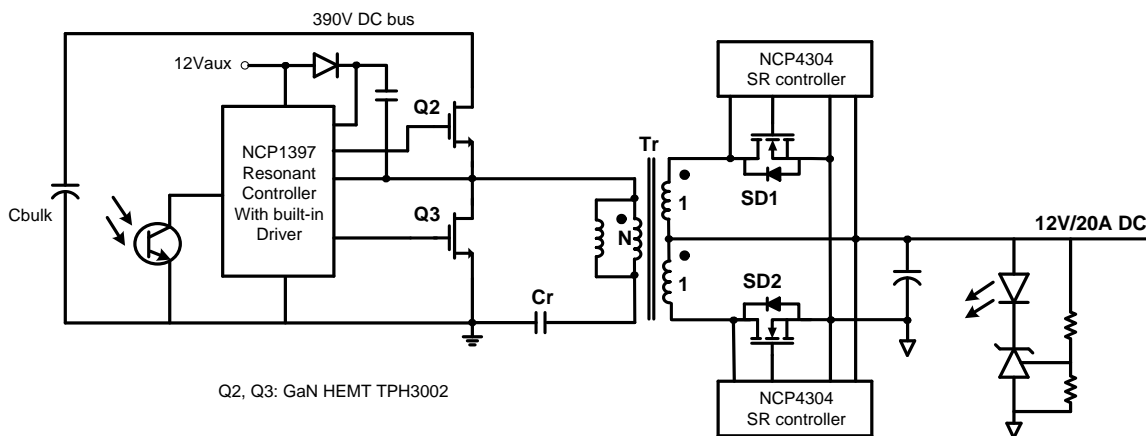 390V DC bus
12Vaux
NCP4304
SR controller
Q2
NCP1397
Resonant
Controller
With built-in
Driver
Tr
SD1
1
Cbulk
Q3
N
12V/20A DC
1
SD2
Cr
Q2, Q3: GaN HEMT TPH3002
NCP4304
SR controller